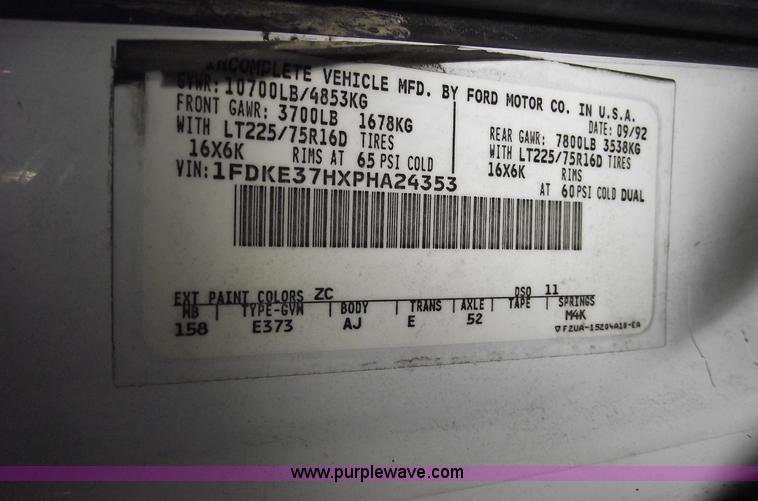 INCOMPLETE VEHICLE MFD. BY FORD MOTOR CO. IN U.S.A.
GVWR: 10700LB/4853KG
DATE: 09/92
FRONT GAWR: 3700LB 1678KG
WITH LT225/75R16D TIRES
16X6K RIMS AT 65 PSI COLD
REAR GAWR: 7800LB 3538KG
WITH LT225/75R16D TIRES
16X6K RIMS
AT 60 PSI COLD DUAL
VIN: 1FDKE37HXPHA24353
EXT PAINT COLORS ZC DSO 11
WB TYPE-GVW BODY TRANS AXLE TAPE SPRINGS
158 E373 AJ E 52 M4K
F2UA-15204A10-EA
www.purplewave.com